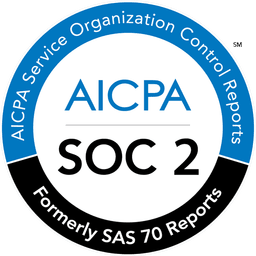 AICPA Service Organization Control Reports
SM
AICPA
SOC 2
Formerly SAS 70 Reports